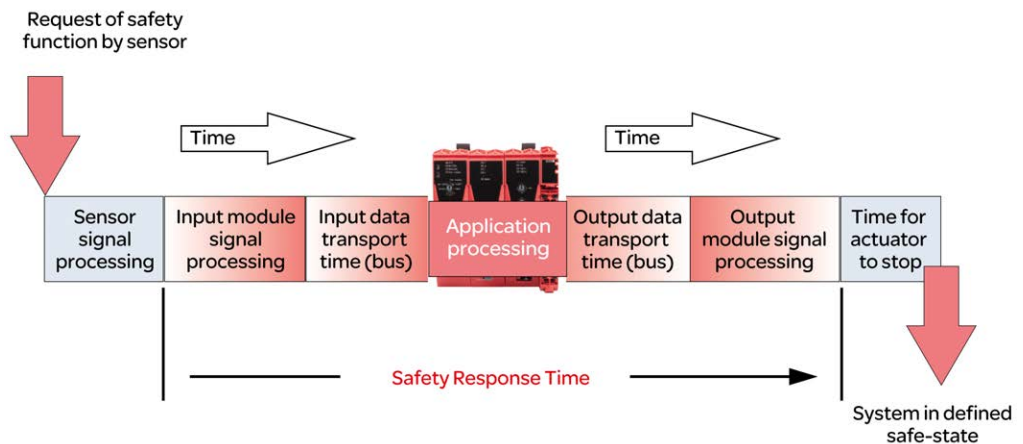 Request of safety
function by sensor
Time
Time
Sensor
signal
processing
Input module
signal
processing
Input data
transport
time (bus)
Application
processing
Output data
transport
time (bus)
Output
module signal
processing
Time for
actuator
to stop
Safety Response Time
System in defined
safe-state